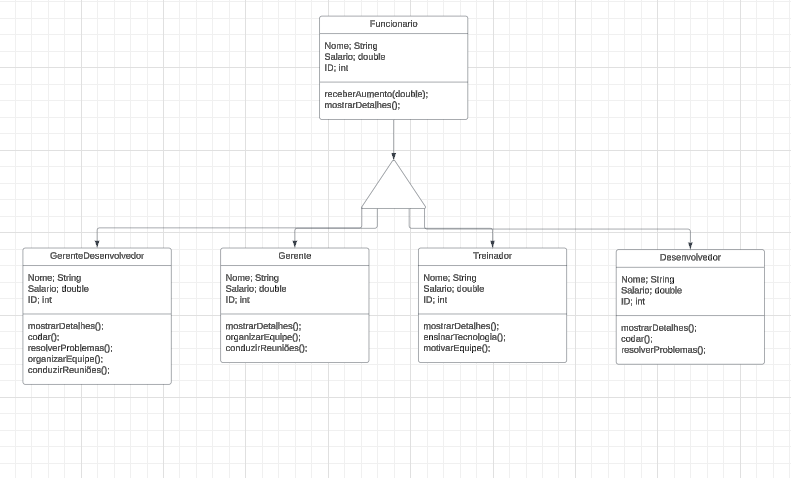 Funcionario
Nome; String
Salario; double
ID; int
receberAumento(double);
mostrarDetalhes();
GerenteDesenvolvedor
Nome; String
Salario; double
ID; int
mostrarDetalhes();
codar();
resolverProblemas();
organizarEquipe();
conduzirReuniões();
Gerente
Nome; String
Salario; double
ID; int
mostrarDetalhes();
organizarEquipe();
conduzirReuniões();
Treinador
Nome; String
Salario; double
ID; int
mostrarDetalhes();
ensinarTecnologia();
motivarEquipe();
Desenvolvedor
Nome; String
Salario; double
ID; int
mostrarDetalhes();
codar();
resolverProblemas();